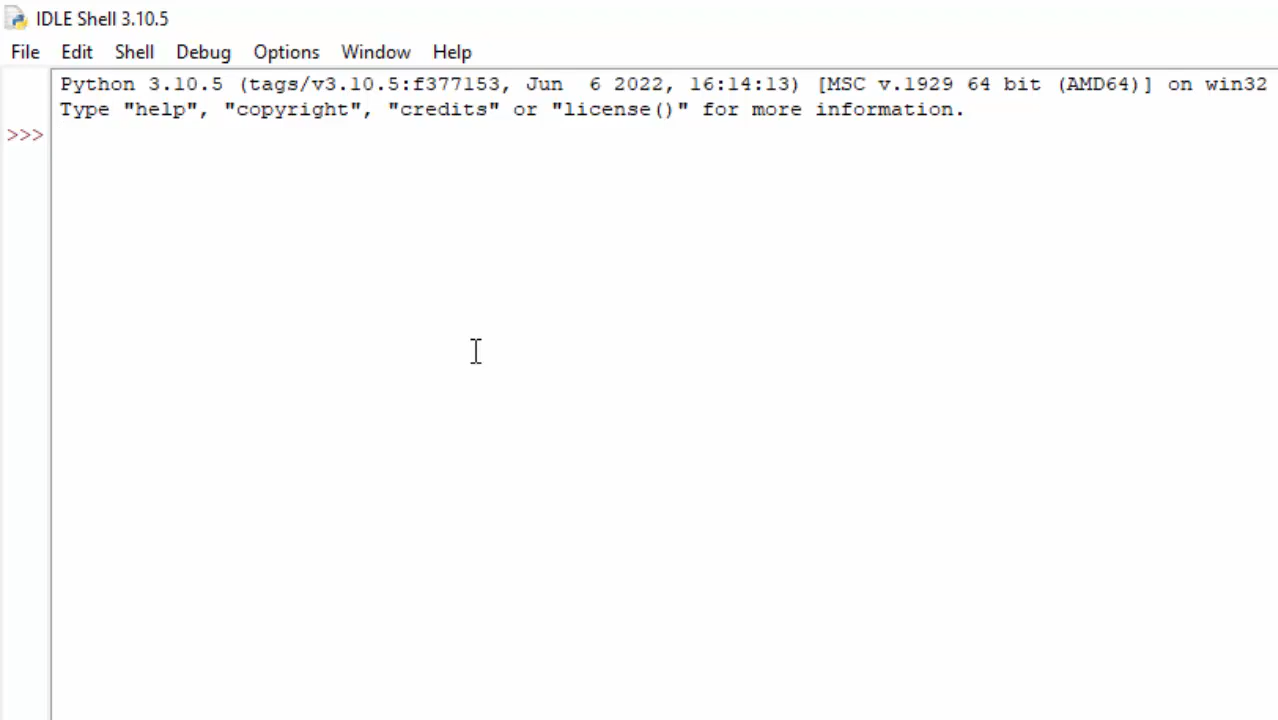 IDLE Shell 3.10.5
File Edit Shell Debug Options Window Help
Python 3.10.5 (tags/v3.10.5:f377153, Jun  6 2022, 16:14:13) [MSC v.1929 64 bit (AMD64)] on win32
Type "help", "copyright", "credits" or "license()" for more information.
>>>